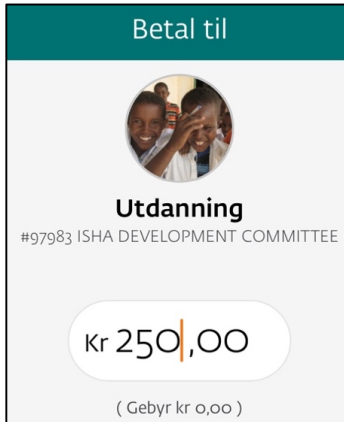 Betal til
Utdanning
#97983 ISHA DEVELOPMENT COMMITTEE
Kr 250,00
( Gebyr kr 0,00 )